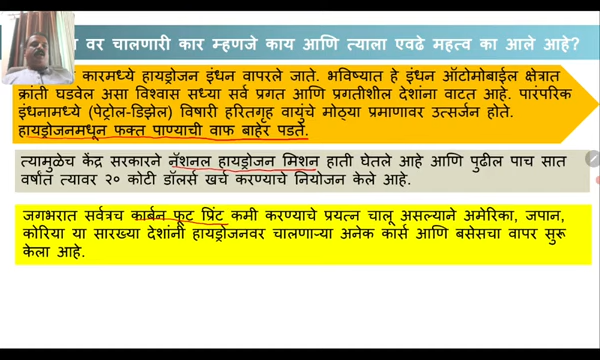 वर चालणारी कार म्हणजे काय आणि त्याला एवढे महत्व का आले आहे?
कारमध्ये हायड्रोजन इंधन वापरले जाते. भविष्यात हे इंधन ऑटोमोबाईल क्षेत्रात
क्रांती घडवेल असा विश्वास सध्या सर्व प्रगत आणि प्रगतीशील देशांना वाटत आहे. पारंपरिक
इंधनामध्ये (पेट्रोल-डिझेल) विषारी हरितगृह वायुंचे मोठ्या प्रमाणावर उत्सर्जन होते.
हायड्रोजनमधून फक्त पाण्याची वाफ बाहेर पडते.
त्यामुळेच केंद्र सरकारने नॅशनल हायड्रोजन मिशन हाती घेतले आहे आणि पुढील पाच सात
वर्षात त्यावर २० कोटी डॉलर्स खर्च करण्याचे नियोजन केले आहे.
जगभरात सर्वत्रच कार्बन फूट प्रिंट कमी करण्याचे प्रयत्न चालू असल्याने अमेरिका, जपान,
कोरिया या सारख्या देशांनी हायड्रोजनवर चालणाऱ्या अनेक कार्स आणि बसेसचा वापर सुरू
केला आहे.